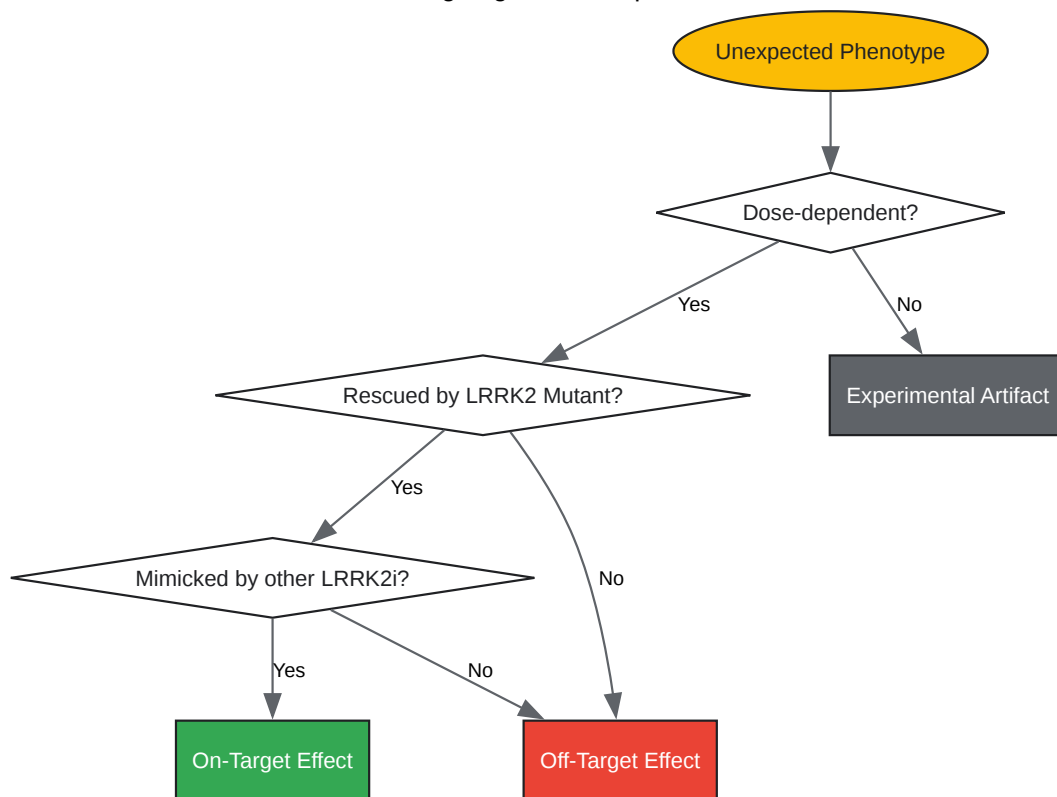 Unexpected Phenotype
Dose-dependent?
Yes
No
Rescued by LRRK2 Mutant?
Experimental Artifact
Yes
Mimicked by other LRRK2i?
No
Yes
No
On-Target Effect
Off-Target Effect